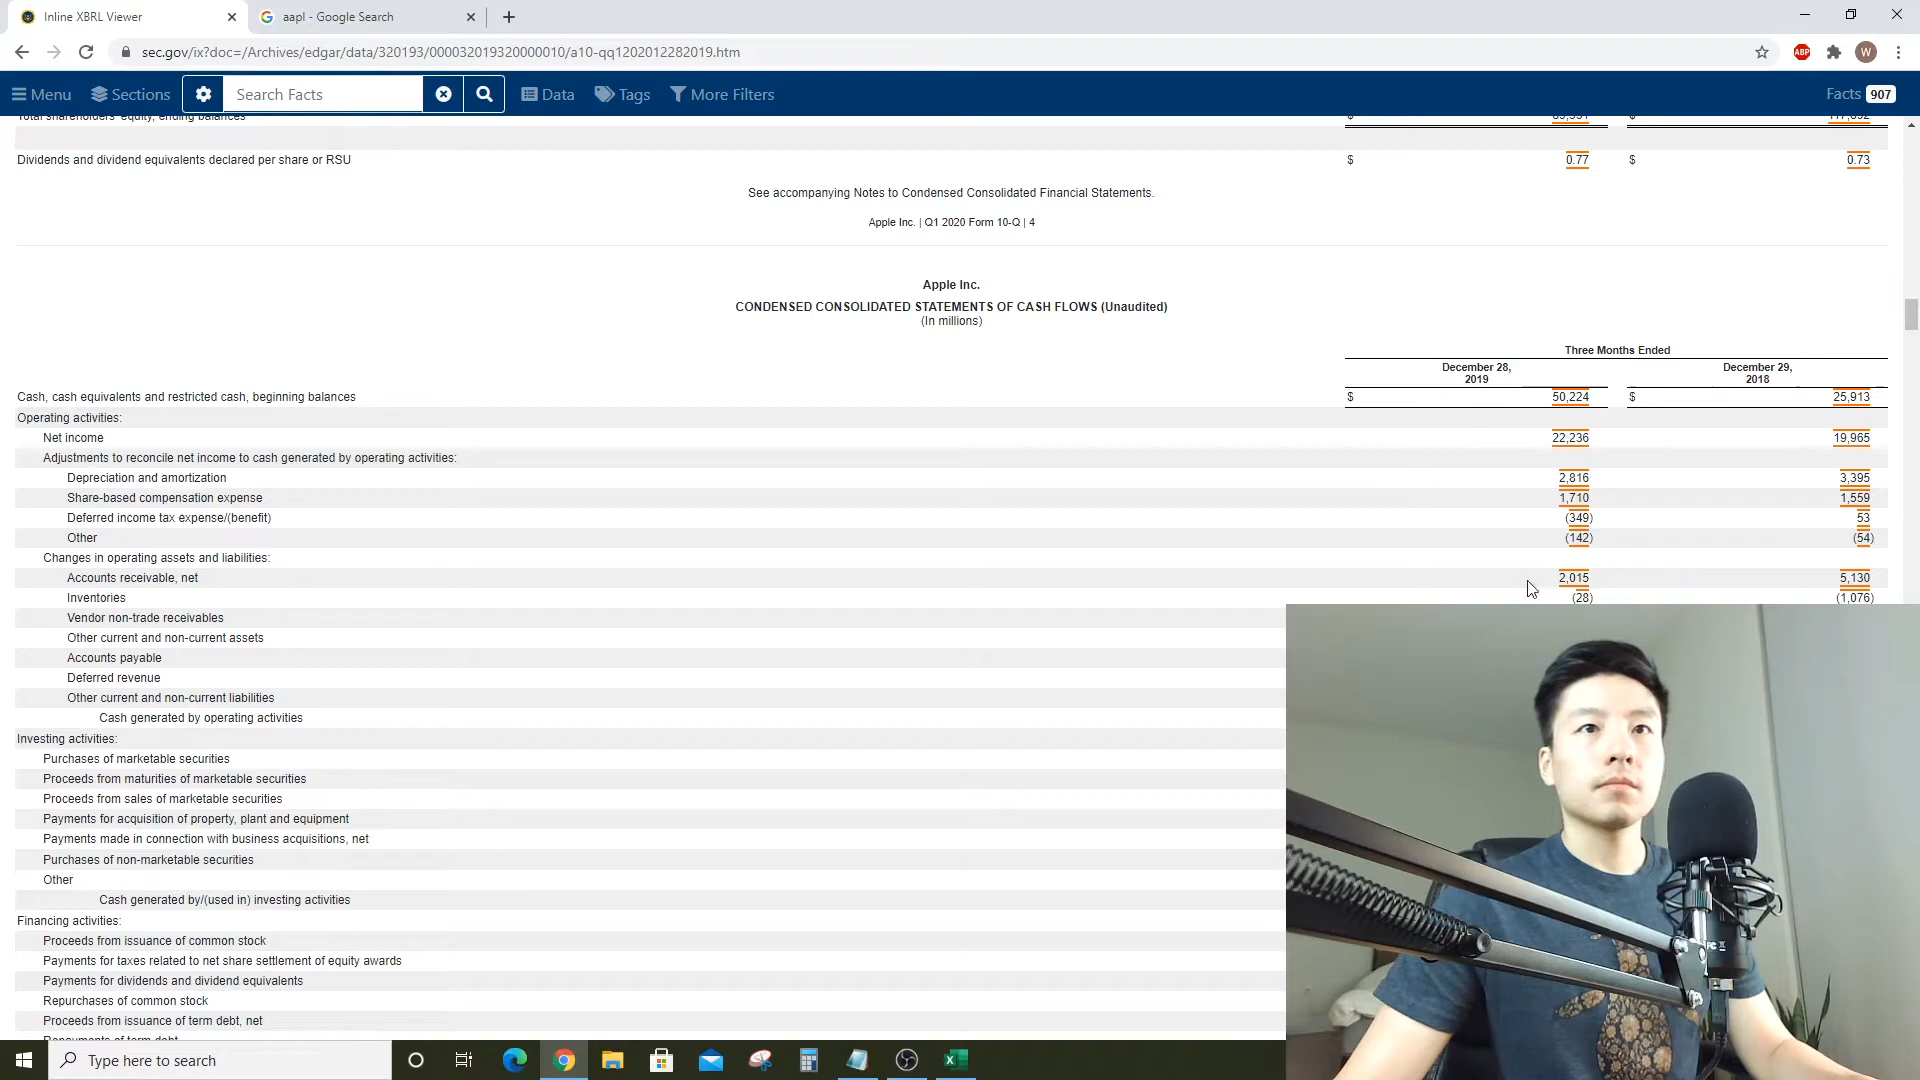 Inline XBRL Viewer
aapl - Google Search
sec.gov/ix?doc=/Archives/edgar/data/320193/000032019320000010/a10-qq1202012282019.htm
ABP
W
Menu
Sections
Search Facts
Data
Tags
More Filters
Facts 907
Total shareholders' equity, ending balances $ $
Dividends and dividend equivalents declared per share or RSU $ 0.77 $ 0.73
See accompanying Notes to Condensed Consolidated Financial Statements.
Apple Inc. | Q1 2020 Form 10-Q | 4
Apple Inc.
CONDENSED CONSOLIDATED STATEMENTS OF CASH FLOWS (Unaudited)
(In millions)
Three Months Ended
December 28, 2019
December 29, 2018
Cash, cash equivalents and restricted cash, beginning balances $ 50,224 $ 25,913
Operating activities:
Net income 22,236 19,965
Adjustments to reconcile net income to cash generated by operating activities:
Depreciation and amortization 2,816 3,395
Share-based compensation expense 1,710 1,559
Deferred income tax expense/(benefit) (349) 53
Other (142) (54)
Changes in operating assets and liabilities:
Accounts receivable, net 2,015 5,130
Inventories (28) (1,076)
Vendor non-trade receivables
Other current and non-current assets
Accounts payable
Deferred revenue
Other current and non-current liabilities
Cash generated by operating activities
Investing activities:
Purchases of marketable securities
Proceeds from maturities of marketable securities
Proceeds from sales of marketable securities
Payments for acquisition of property, plant and equipment
Payments made in connection with business acquisitions, net
Purchases of non-marketable securities
Other
Cash generated by/(used in) investing activities
Financing activities:
Proceeds from issuance of common stock
Payments for taxes related to net share settlement of equity awards
Payments for dividends and dividend equivalents
Repurchases of common stock
Proceeds from issuance of term debt, net
Repayments of term debt
Type here to search